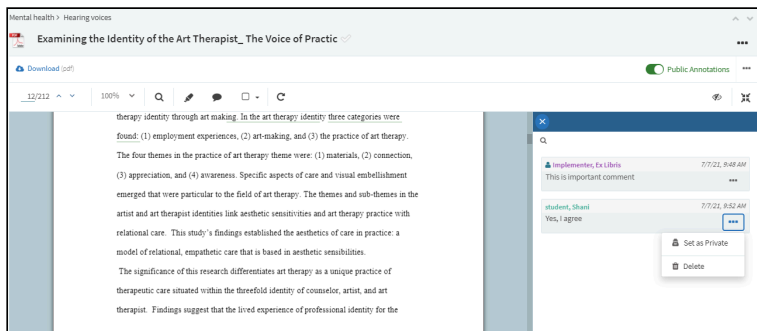 Mental health > Hearing voices
Examining the Identity of the Art Therapist_ The Voice of Practic
Download (pdf)
Public Annotations
12/212
100%
therapy identity through art making. In the art therapy identity three categories were
found: (1) employment experiences, (2) art-making, and (3) the practice of art therapy.
The four themes in the practice of art therapy theme were: (1) materials, (2) connection,
(3) appreciation, and (4) awareness. Specific aspects of care and visual embellishment
emerged that were particular to the field of art therapy. The themes and sub-themes in the
artist and art therapist identities link aesthetic sensitivities and art therapy practice with
relational care. This study's findings established the aesthetics of care in practice: a
model of relational, empathetic care that is based in aesthetic sensibilities.
The significance of this research differentiates art therapy as a unique practice of
therapeutic care situated within the threefold identity of counselor, artist, and art
therapist. Findings suggest that the lived experience of professional identity for the
Implementer, Ex Libris 7/7/21, 9:48 AM
This is important comment
student, Shani 7/7/21, 9:52 AM
Yes, I agree
Set as Private
Delete